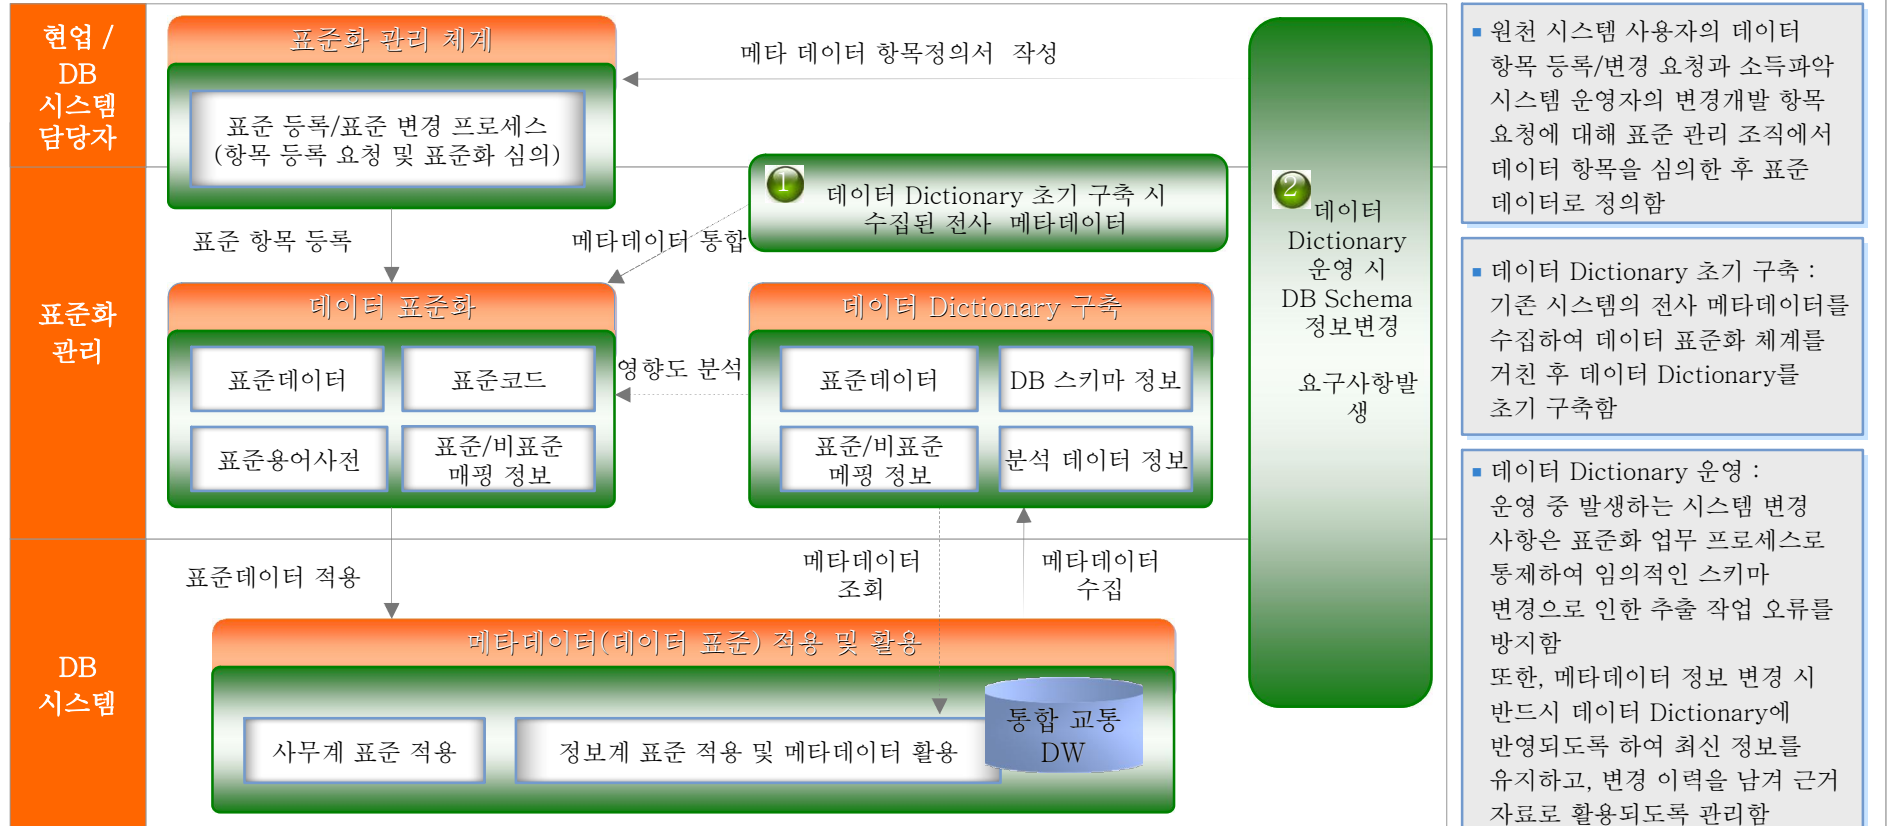 현업 /
DB
시스템
담당자
표준화 관리 체계
표준 등록/표준 변경 프로세스
(항목 등록 요청 및 표준화 심의)
메타 데이터 항목정의서 작성
1
데이터 Dictionary 초기 구축 시
수집된 전사 메타데이터
2
데이터
Dictionary
운영 시
DB Schema
정보변경
요구사항발
생
표준화
관리
표준 항목 등록
메타데이터 통합
데이터 표준화
표준데이터
표준코드
표준용어사전
표준/비표준
매핑 정보
영향도 분석
데이터 Dictionary 구축
표준데이터
DB 스키마 정보
표준/비표준
메핑 정보
분석 데이터 정보
DB
시스템
표준데이터 적용
메타데이터
조회
메타데이터
수집
메타데이터(데이터 표준) 적용 및 활용
사무계 표준 적용
정보계 표준 적용 및 메타데이터 활용
통합 교통
DW
▪ 원천 시스템 사용자의 데이터
항목 등록/변경 요청과 소득파악
시스템 운영자의 변경개발 항목
요청에 대해 표준 관리 조직에서
데이터 항목을 심의한 후 표준
데이터로 정의함
▪ 데이터 Dictionary 초기 구축 :
기존 시스템의 전사 메타데이터를
수집하여 데이터 표준화 체계를
거친 후 데이터 Dictionary를
초기 구축함
▪ 데이터 Dictionary 운영 :
운영 중 발생하는 시스템 변경
사항은 표준화 업무 프로세스로
통제하여 임의적인 스키마
변경으로 인한 추출 작업 오류를
방지함
또한, 메타데이터 정보 변경 시
반드시 데이터 Dictionary에
반영되도록 하여 최신 정보를
유지하고, 변경 이력을 남겨 근거
자료로 활용되도록 관리함